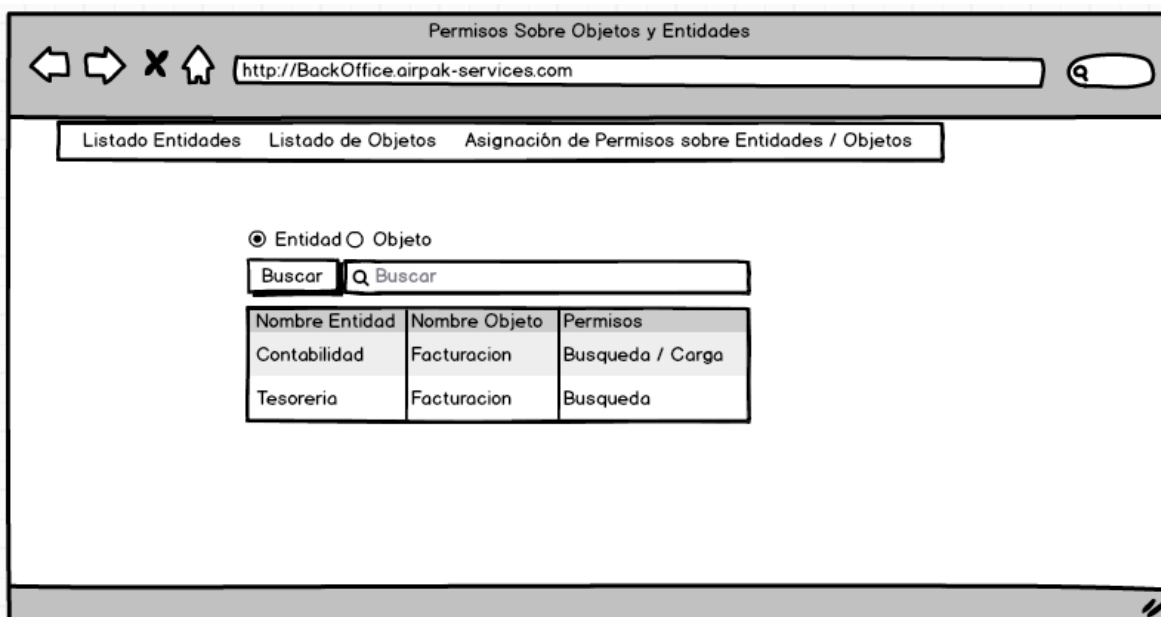 Permisos Sobre Objetos y Entidades
http://BackOffice.airpak-services.com
Listado Entidades Listado de Objetos Asignación de Permisos sobre Entidades / Objetos
Entidad Objeto
Buscar Buscar
Nombre Entidad Nombre Objeto Permisos
Contabilidad Facturacion Busqueda / Carga
Tesoreria Facturacion Busqueda